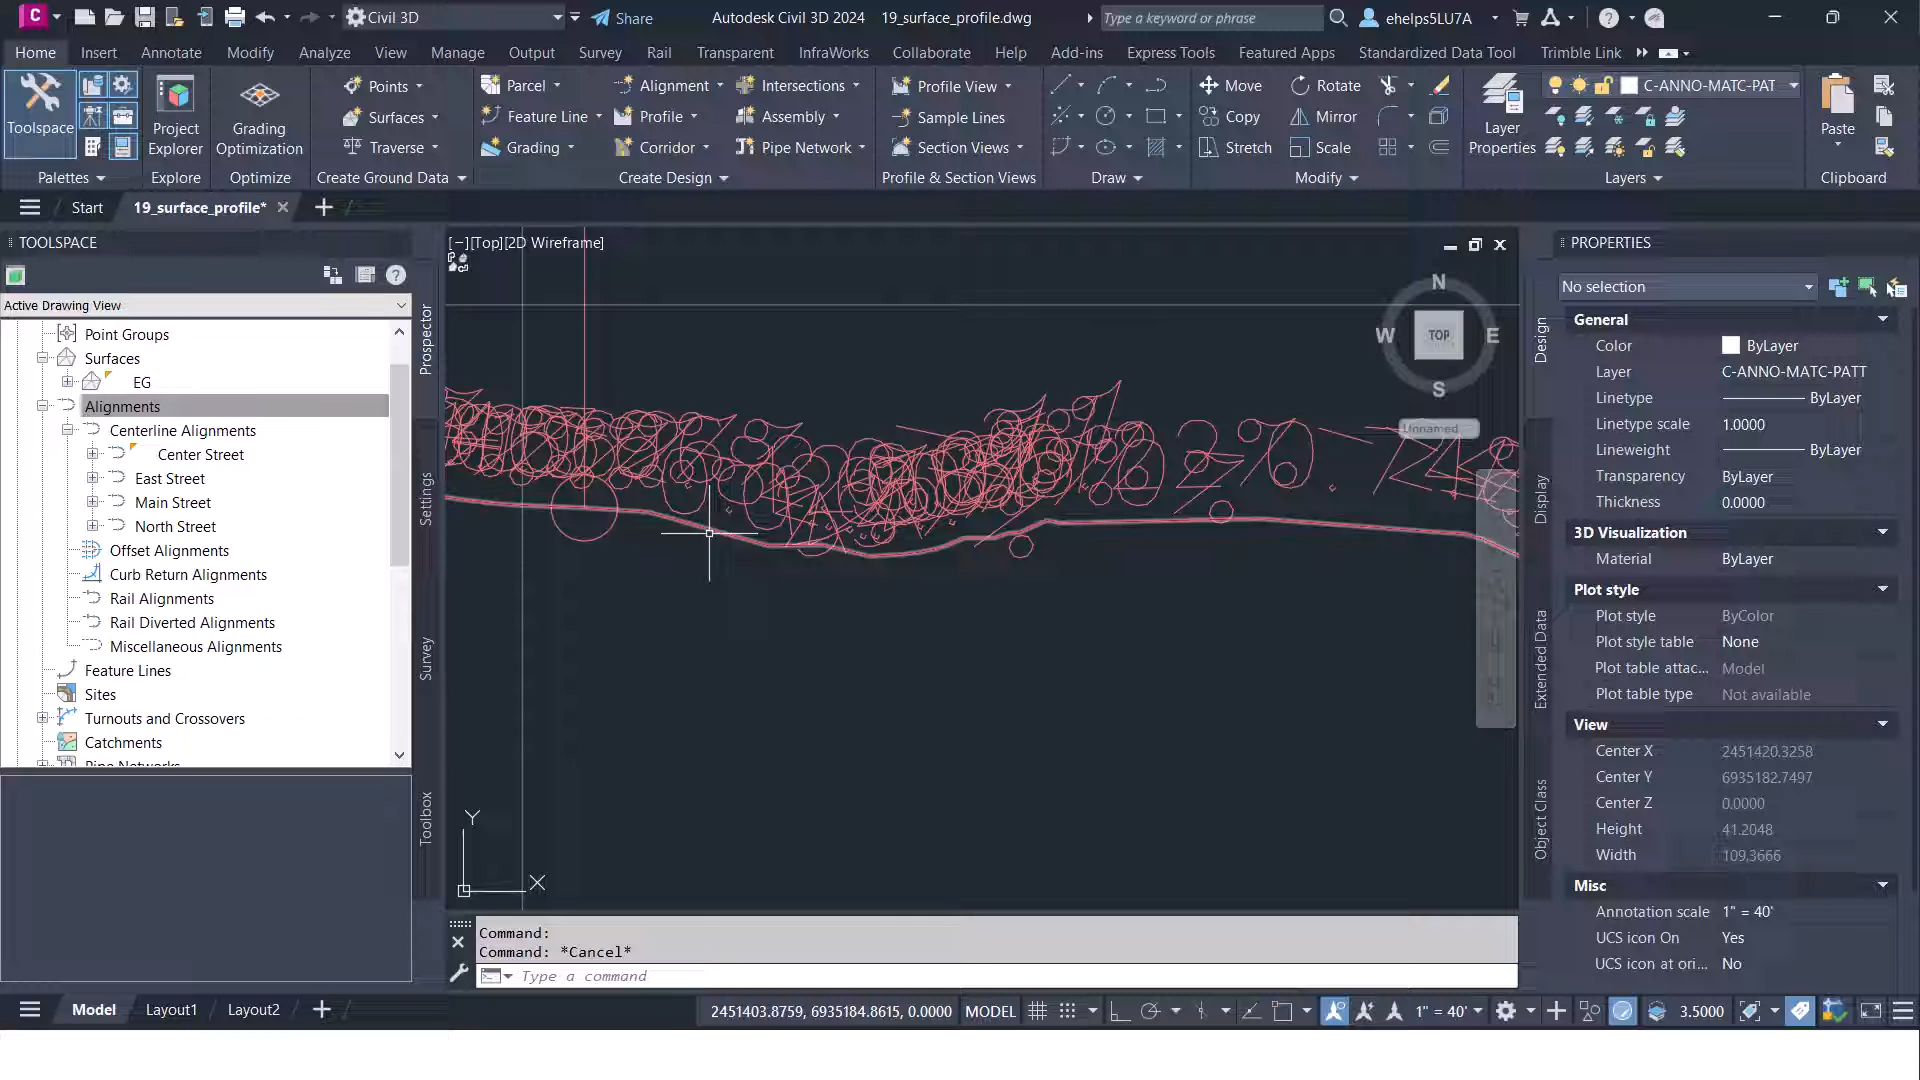 Civil 3D
Share
Autodesk Civil 3D 2024
19_surface_profile.dwg
Type a keyword or phrase
ehelps5LU7A
Home
Insert
Annotate
Modify
Analyze
View
Manage
Output
Survey
Rail
Transparent
InfraWorks
Collaborate
Help
Add-ins
Express Tools
Featured Apps
Standardized Data Tool
Trimble Link
Toolspace
Project
Explorer
Grading
Optimization
Points
Surfaces
Traverse
Parcel
Feature Line
Grading
Alignment
Profile
Corridor
Intersections
Assembly
Pipe Network
Profile View
Sample Lines
Section Views
Move
Copy
Stretch
Rotate
Mirror
Scale
Layer
Properties
C-ANNO-MATC-PAT
Paste
Palettes
Explore
Optimize
Create Ground Data
Create Design
Profile & Section Views
Draw
Modify
Layers
Clipboard
Start
19_surface_profile*
TOOLSPACE
Active Drawing View
Point Groups
Surfaces
EG
Alignments
Centerline Alignments
Center Street
East Street
Main Street
North Street
Offset Alignments
Curb Return Alignments
Rail Alignments
Rail Diverted Alignments
Miscellaneous Alignments
Feature Lines
Sites
Turnouts and Crossovers
Catchments
Pipe Networks
Prospector
Settings
Survey
Toolbox
[−][Top][2D Wireframe]
N
W
TOP
E
S
Unnamed
Y
X
Command:
Command: *Cancel*
Type a command
PROPERTIES
No selection
Design
Display
Extended Data
Object Class
General
Color ByLayer
Layer C-ANNO-MATC-PATT
Linetype ByLayer
Linetype scale 1.0000
Lineweight ByLayer
Transparency ByLayer
Thickness 0.0000
3D Visualization
Material ByLayer
Plot style
Plot style ByColor
Plot style table None
Plot table attac... Model
Plot table type Not available
View
Center X 2451420.3258
Center Y 6935182.7497
Center Z 0.0000
Height 41.2048
Width 109.3666
Misc
Annotation scale 1" = 40'
UCS icon On Yes
UCS icon at ori... No
Model
Layout1
Layout2
2451403.8759, 6935184.8615, 0.0000
MODEL
1" = 40'
3.5000